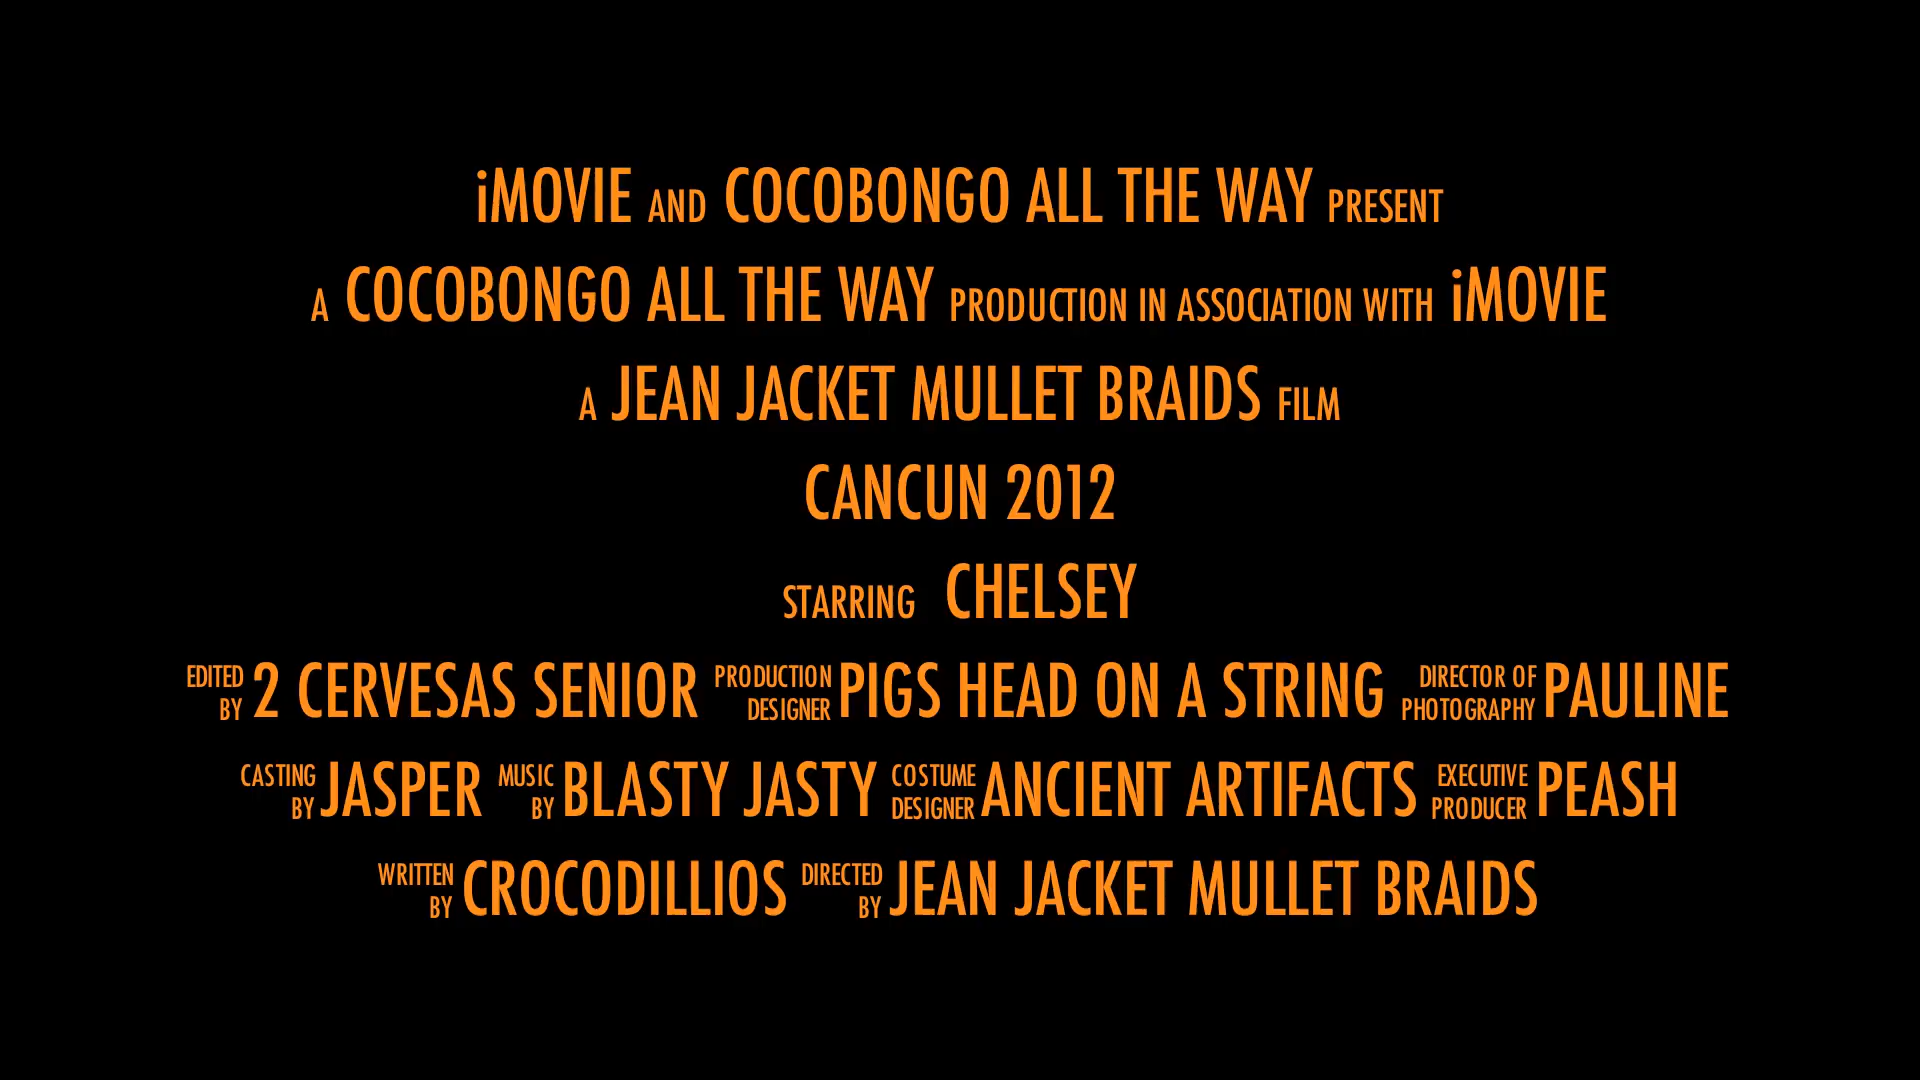 iMOVIE AND COCOBONGO ALL THE WAY PRESENT
A COCOBONGO ALL THE WAY PRODUCTION IN ASSOCIATION WITH iMOVIE
A JEAN JACKET MULLET BRAIDS FILM
CANCUN 2012
STARRING CHELSEY
EDITED BY 2 CERVESAS SENIOR PRODUCTION DESIGNER PIGS HEAD ON A STRING DIRECTOR OF PHOTOGRAPHY PAULINE
CASTING BY JASPER MUSIC BY BLASTY JASTY COSTUME DESIGNER ANCIENT ARTIFACTS EXECUTIVE PRODUCER PEASH
WRITTEN BY CROCODILLIOS DIRECTED BY JEAN JACKET MULLET BRAIDS